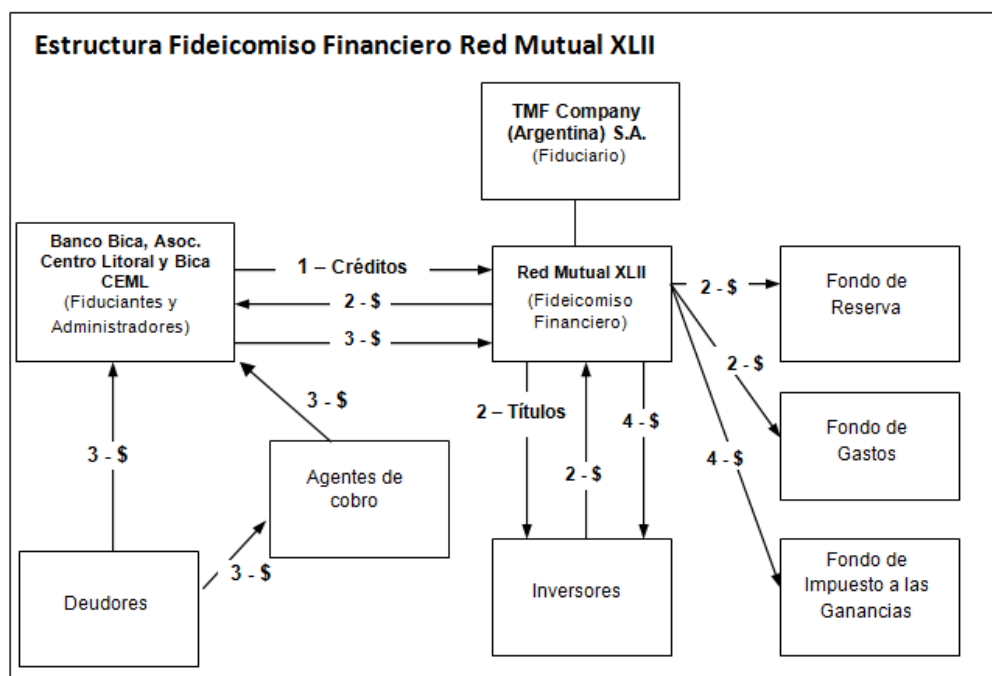 Estructura Fideicomiso Financiero Red Mutual XLII
TMF Company
(Argentina) S.A.
(Fiduciario)
Banco Bica, Asoc.
Centro Litoral y Bica
CEML
(Fiduciantes y
Administradores)
1 – Créditos
2 - $
3 - $
Red Mutual XLII
(Fideicomiso
Financiero)
2 - $
Fondo de
Reserva
2 - $
Fondo de
Gastos
4 - $
Fondo de
Impuesto a las
Ganancias
2 – Títulos
2 - $
4 - $
3 - $
3 - $
Agentes de
cobro
3 - $
Deudores
Inversores